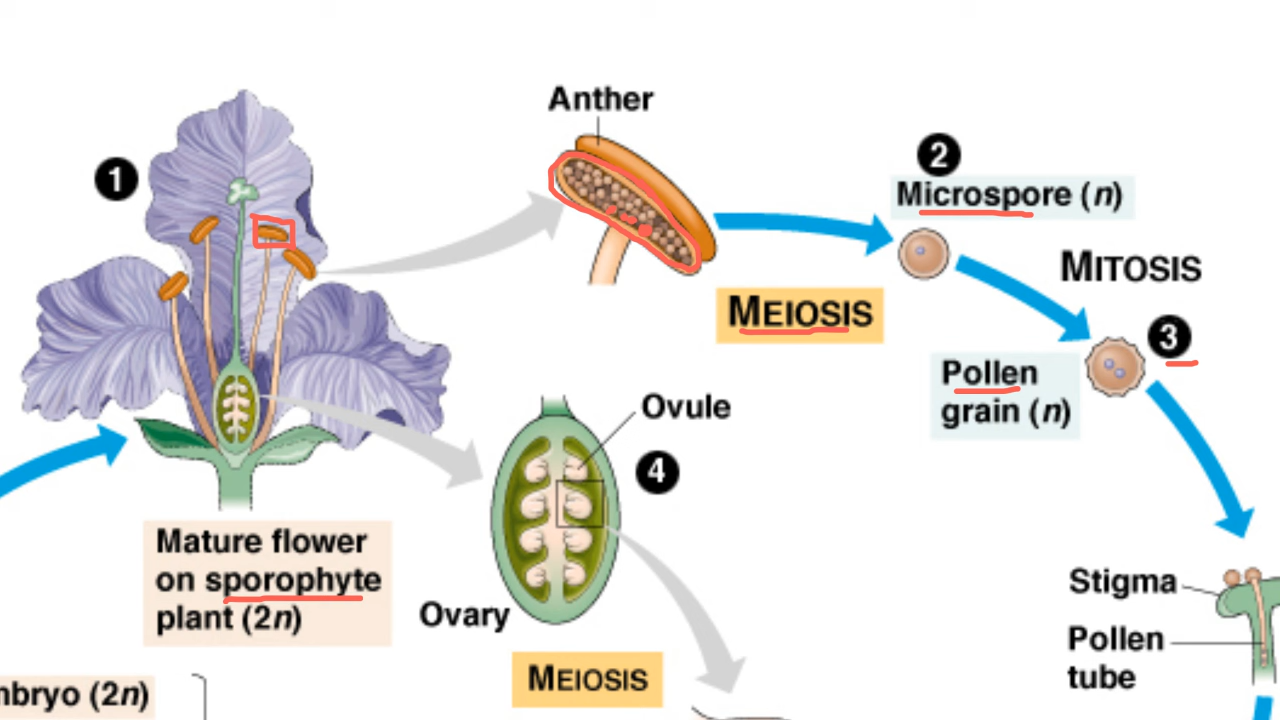 Anther
1
2
Microspore (n)
MITOSIS
MEIOSIS
3
Pollen
grain (n)
Ovule
4
Mature flower
on sporophyte
plant (2n)
Ovary
MEIOSIS
Stigma
Pollen
tube
(2n)